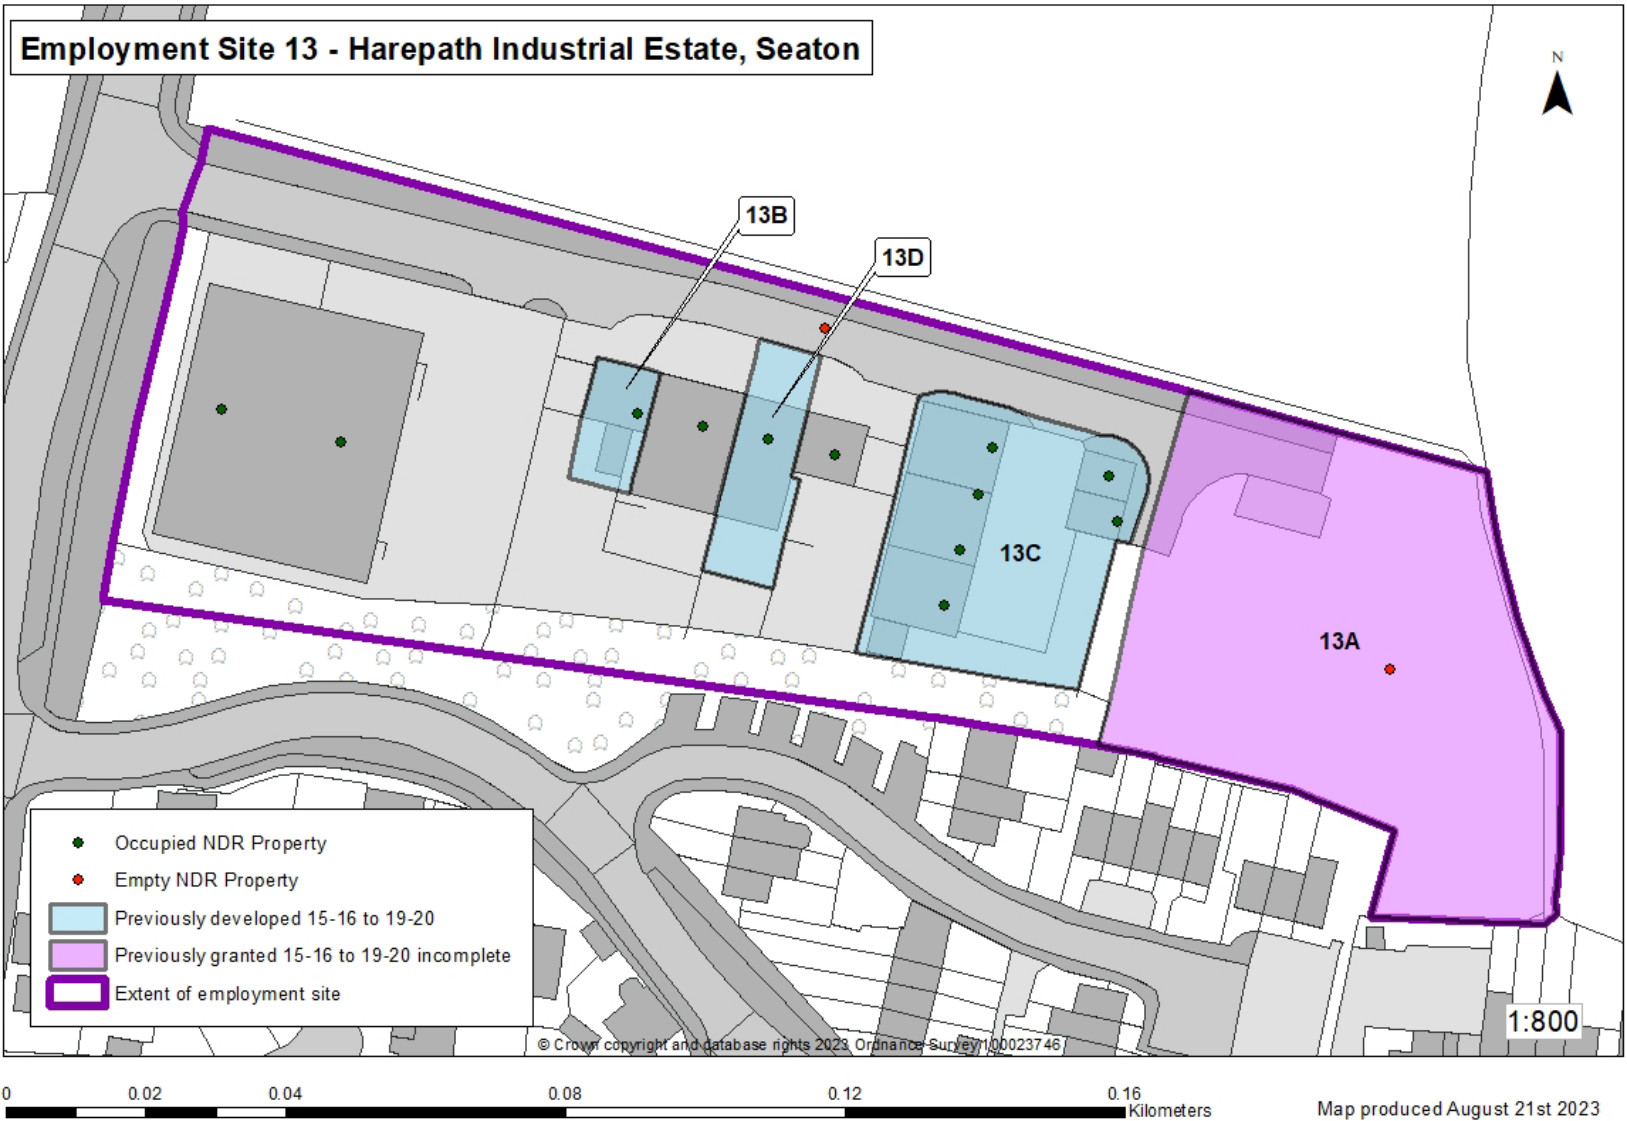 Employment Site 13 - Harepath Industrial Estate, Seaton
N
13B
13D
13C
13A
Occupied NDR Property
Empty NDR Property
Previously developed 15-16 to 19-20
Previously granted 15-16 to 19-20 incomplete
Extent of employment site
1:800
© Crown copyright and database rights 2023 Ordnance Survey 100023746
0 0.02 0.04 0.08 0.12 0.16
Kilometers
Map produced August 21st 2023